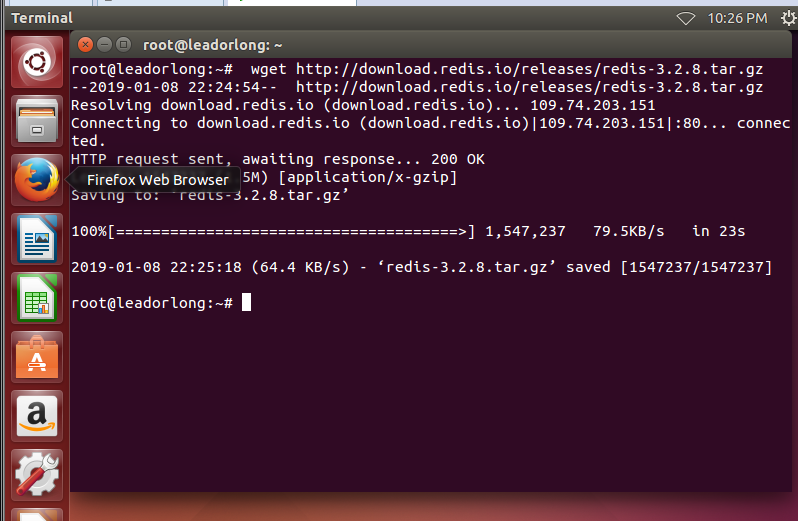 Terminal
10:26 PM
root@leadorlong: ~
root@leadorlong:~#  wget http://download.redis.io/releases/redis-3.2.8.tar.gz
--2019-01-08 22:24:54--  http://download.redis.io/releases/redis-3.2.8.tar.gz
Resolving download.redis.io (download.redis.io)... 109.74.203.151
Connecting to download.redis.io (download.redis.io)|109.74.203.151|:80... connec
ted.
HTTP request sent, awaiting response... 200 OK
Firefox Web Browser
5M) [application/x-gzip]
Saving to: ‘redis-3.2.8.tar.gz’
100%[======================================>] 1,547,237   79.5KB/s   in 23s
2019-01-08 22:25:18 (64.4 KB/s) - ‘redis-3.2.8.tar.gz’ saved [1547237/1547237]
root@leadorlong:~#